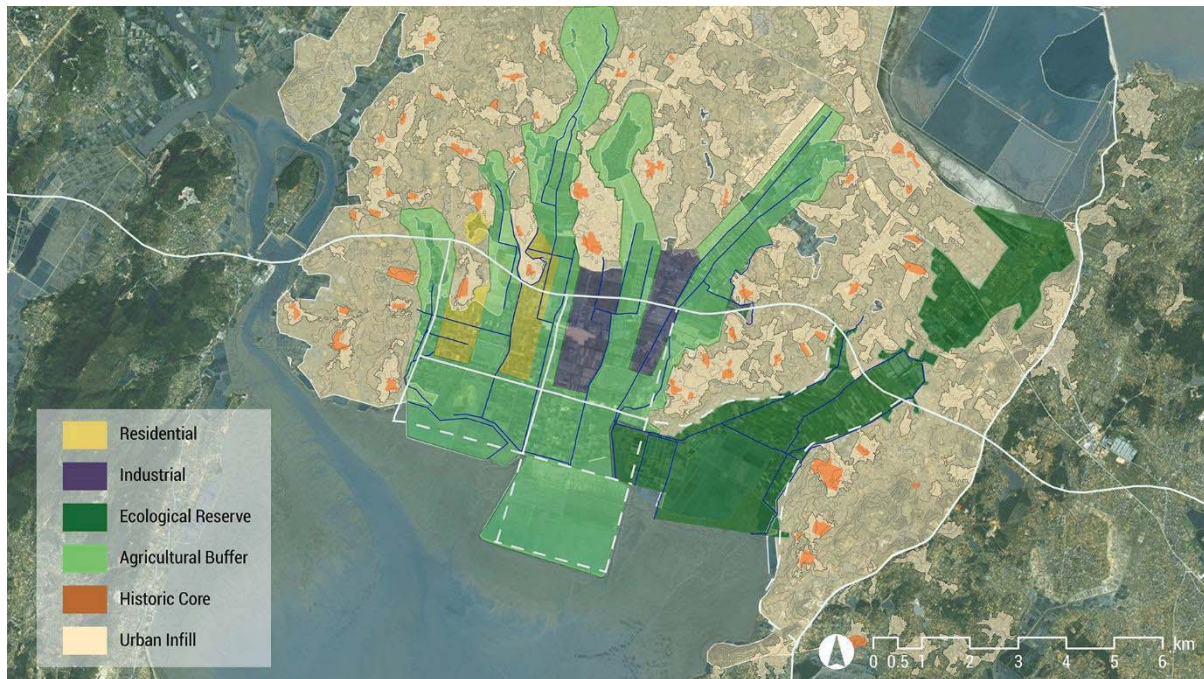 Residential
Industrial
Ecological Reserve
Agricultural Buffer
Historic Core
Urban Infill
km
0 0.5 1 2 3 4 5 6